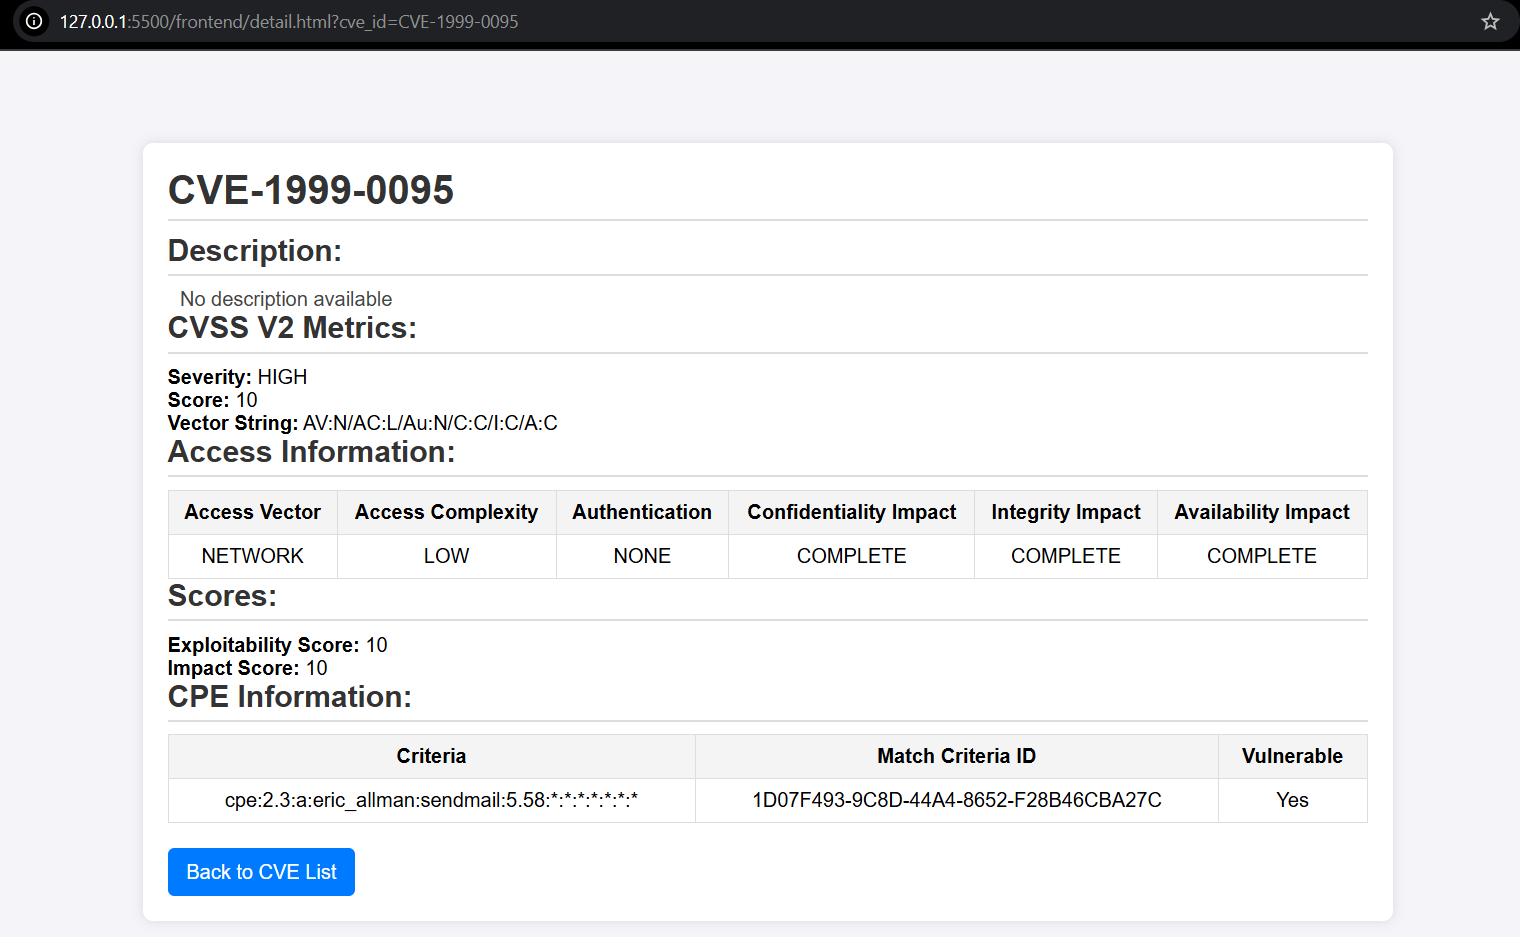 127.0.0.1:5500/frontend/detail.html?cve_id=CVE-1999-0095
CVE-1999-0095
Description:
No description available
CVSS V2 Metrics:
Severity: HIGH
Score: 10
Vector String: AV:N/AC:L/Au:N/C:C/I:C/A:C
Access Information:
Access Vector Access Complexity Authentication Confidentiality Impact Integrity Impact Availability Impact
NETWORK LOW NONE COMPLETE COMPLETE COMPLETE
Scores:
Exploitability Score: 10
Impact Score: 10
CPE Information:
Criteria Match Criteria ID Vulnerable
cpe:2.3:a:eric_allman:sendmail:5.58:*:*:*:*:*:*:* 1D07F493-9C8D-44A4-8652-F28B46CBA27C Yes
Back to CVE List